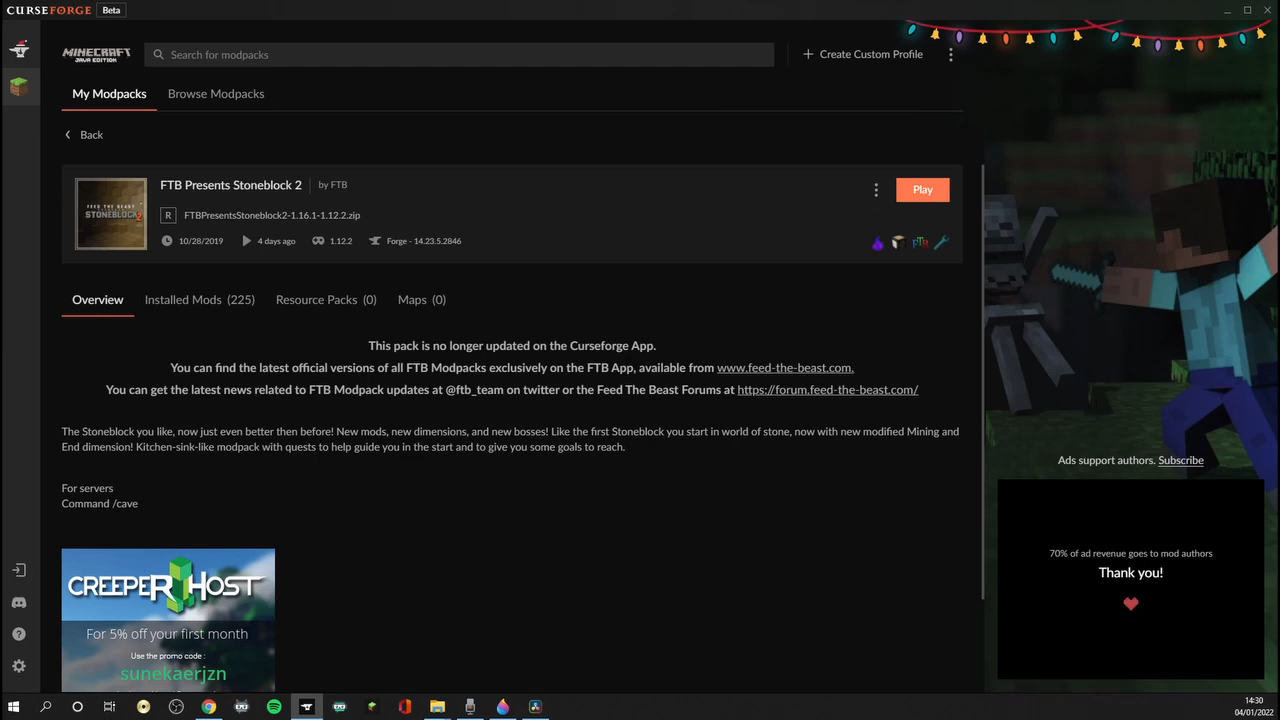 CURSEFORGE Beta
MINECRAFT
JAVA EDITION
Search for modpacks
Create Custom Profile
My Modpacks
Browse Modpacks
Back
FTB Presents Stoneblock 2
by FTB
Play
R FTBPresentsStoneblock2-1.16.1-1.12.2.zip
10/28/2019
4 days ago
1.12.2
Forge - 14.23.5.2846
FEED THE BEAST
STONEBLOCK 2
FTB
Overview
Installed Mods (225)
Resource Packs (0)
Maps (0)
This pack is no longer updated on the Curseforge App.
You can find the latest official versions of all FTB Modpacks exclusively on the FTB App, available from www.feed-the-beast.com.
You can get the latest news related to FTB Modpack updates at @ftb_team on twitter or the Feed The Beast Forums at https://forum.feed-the-beast.com/
The Stoneblock you like, now just even better then before! New mods, new dimensions, and new bosses! Like the first Stoneblock you start in world of stone, now with new modified Mining and
End dimension! Kitchen-sink-like modpack with quests to help guide you in the start and to give you some goals to reach.
For servers
Command /cave
CREEPER HOST
For 5% off your first month
Use the promo code :
sunekaerjzn
Ads support authors. Subscribe
70% of ad revenue goes to mod authors
Thank you!
14:30
04/01/2022